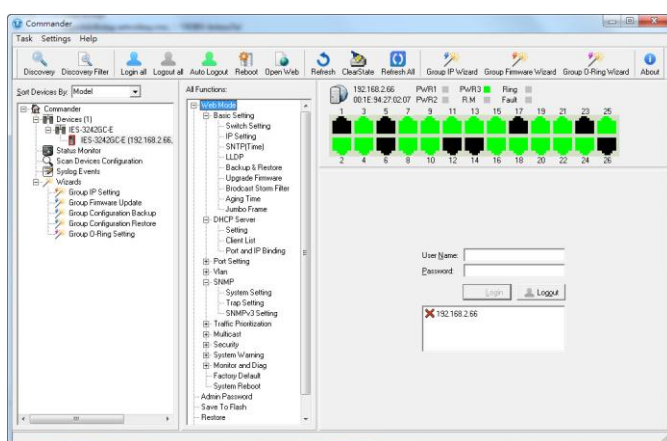 Commander
Task Settings Help
Discovery Discovery Filter Login all Logout all Auto Logout Reboot Open Web Refresh ClearState Refresh All Group IP Wizard Group Firmware Wizard Group O-Ring Wizard About
Sort Devices By: Model
Commander
Devices (1)
IES-3242GC-E
IES-3242GC-E (192.168.2.66,
Status Monitor
Scan Devices Configuration
Syslog Events
Wizards
Group IP Setting
Group Firmware Update
Group Configuration Backup
Group Configuration Restore
Group O-Ring Setting
All Functions:
Web Mode
Basic Setting
Switch Setting
IP Setting
SNTP(Time)
LLDP
Backup & Restore
Upgrade Firmware
Brodcast Storm Filter
Aging Time
Jumbo Frame
DHCP Server
Setting
Client List
Port and IP Binding
Port Setting
Vlan
SNMP
System Setting
Trap Setting
SNMPv3 Setting
Traffic Prioritization
Multicast
Security
System Warning
Monitor and Diag
Factory Default
System Reboot
Admin Password
Save To Flash
Restore
192.168.2.66 PWR1 PWR3 Ring
00:1E:94:27:02:07 PWR2 R.M Fault
1 3 5 7 9 11 13 15 17 19 21 23 25
2 4 6 8 10 12 14 16 18 20 22 24 26
User Name:
Password:
Login Logout
192.168.2.66